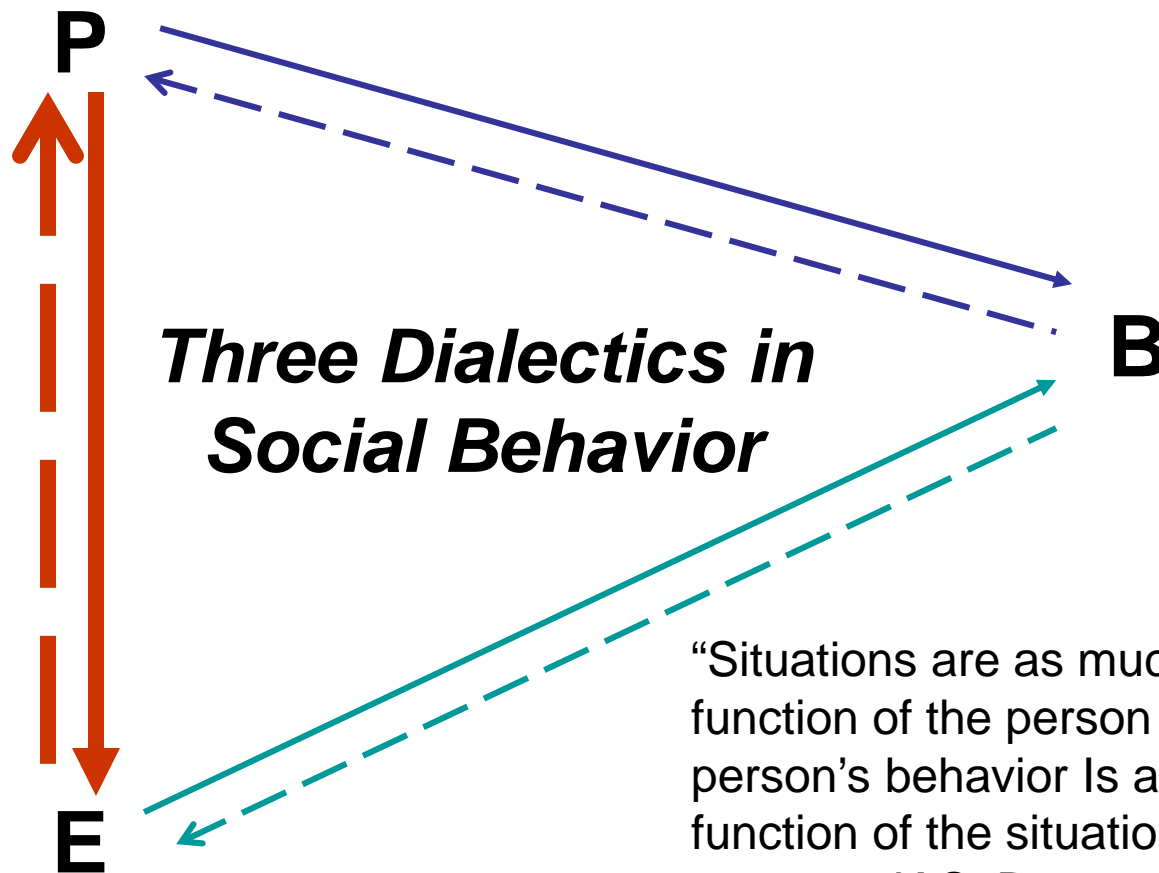 P
Three Dialectics in
Social Behavior
B
“Situations are as muc
function of the person
person’s behavior Is a
function of the situatio
E